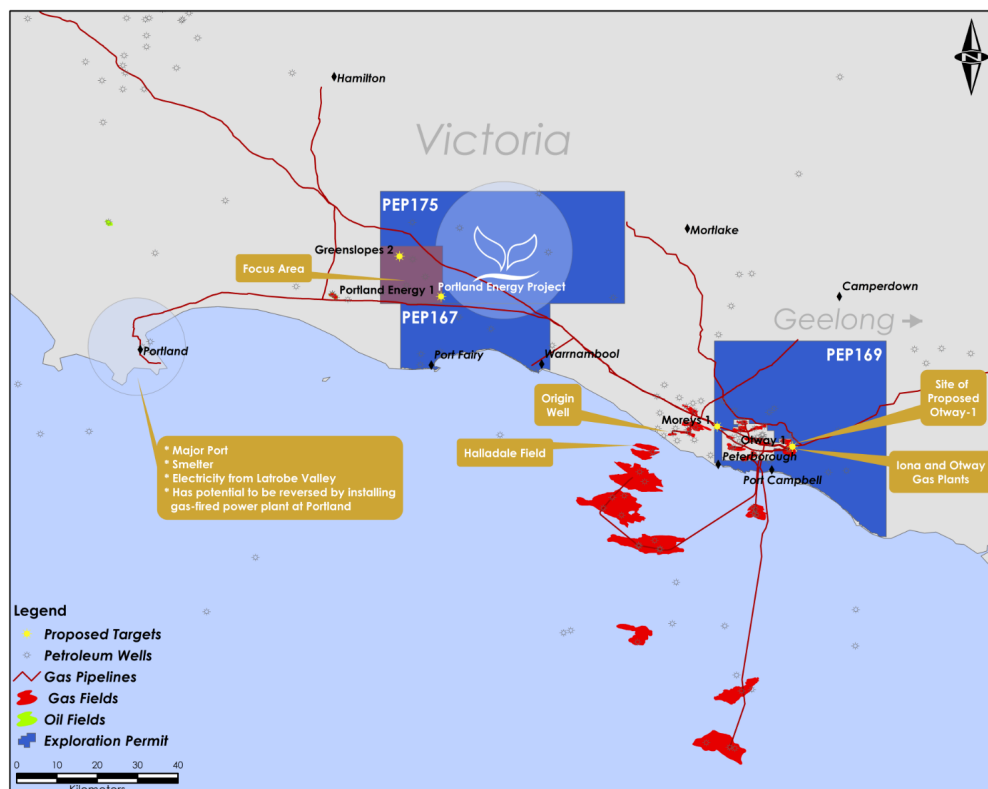 Hamilton
Victoria
PEP175
Greenslopes 2
Mortlake
Focus Area
Portland Energy 1
Portland Energy Project
Camperdown
PEP167
Geelong
Portland
Port Fairy
Warrnambool
PEP169
Origin
Well
Site of
Proposed
Otway-1
Moreys 1
Otway 1
Halladale Field
Peterborough
Port Campbell
Iona and Otway
Gas Plants
* Major Port
* Smelter
* Electricity from Latrobe Valley
* Has potential to be reversed by installing
gas-fired power plant at Portland
Legend
Proposed Targets
Petroleum Wells
Gas Pipelines
Gas Fields
Oil Fields
Exploration Permit
0 10 20 30 40
Kilometers
N